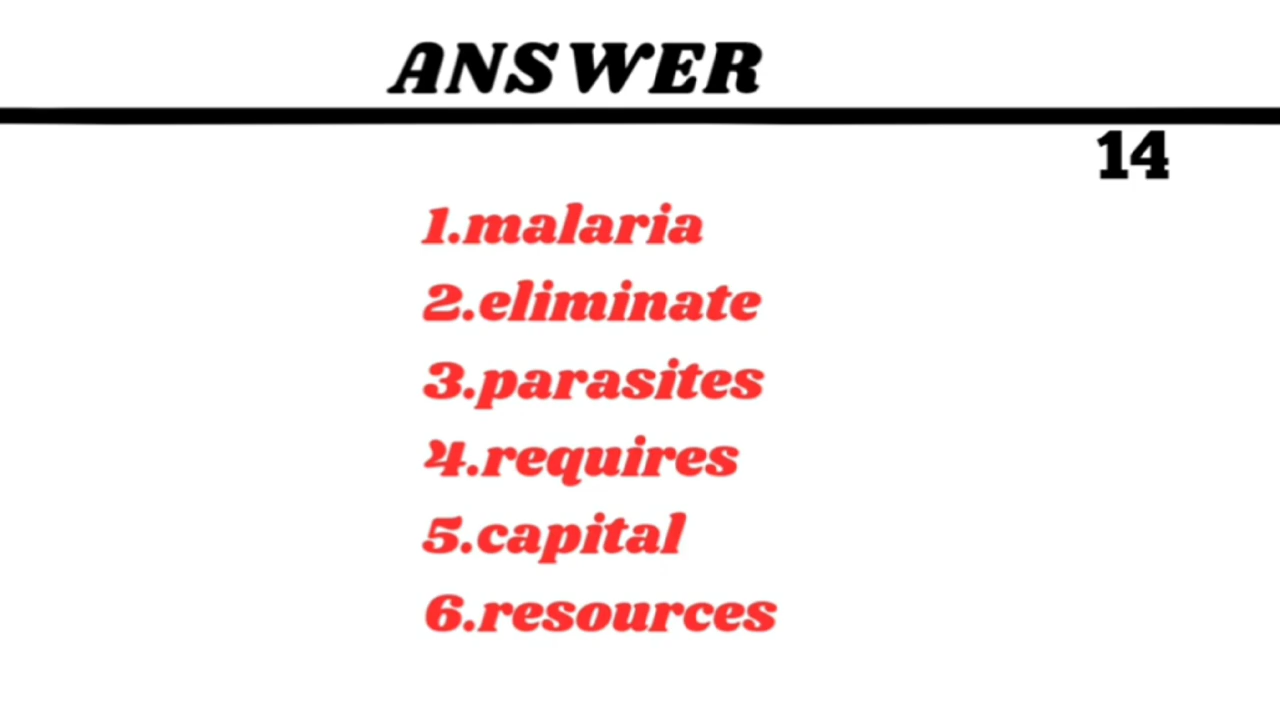 ANSWER
14
1.malaria
2.eliminate
3.parasites
4.requires
5.capital
6.resources